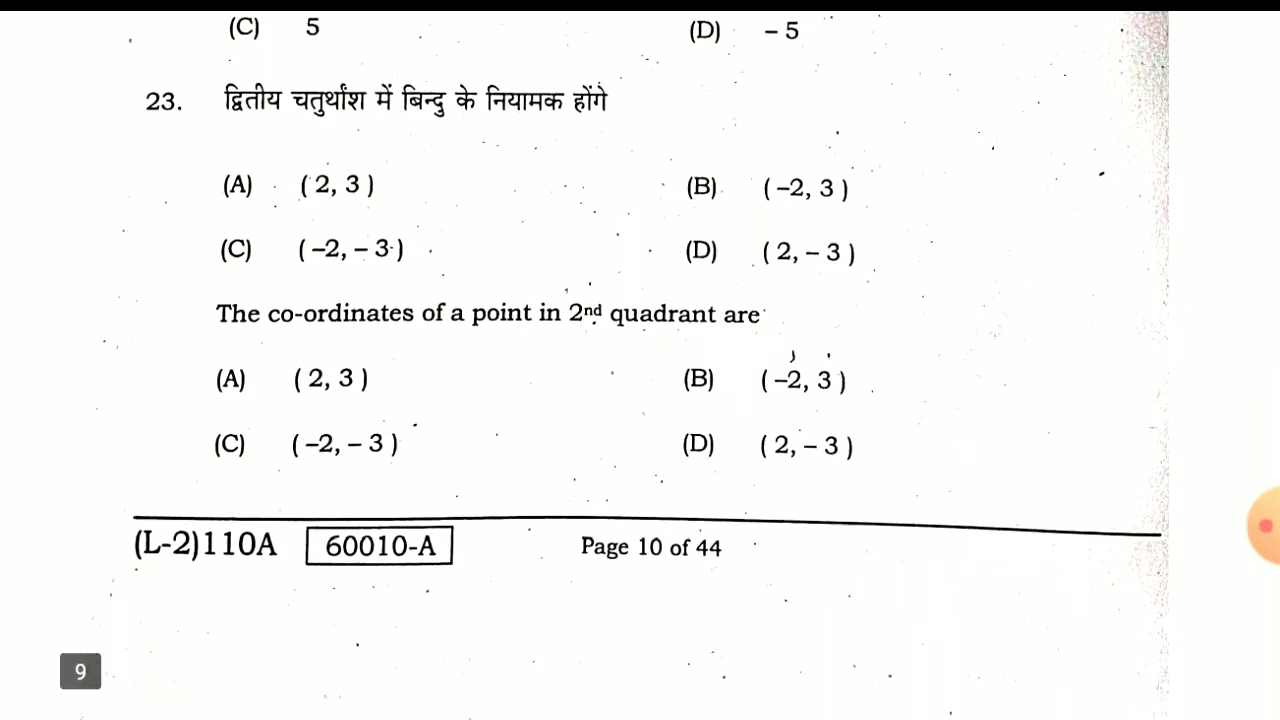 (C) 5 (D) – 5
23. द्वितीय चतुर्थांश में बिन्दु के नियामक होंगे
(A) ( 2, 3 ) (B) ( –2, 3 )
(C) ( –2, – 3 ) (D) ( 2, – 3 )
The co-ordinates of a point in 2nd quadrant are
(A) ( 2, 3 ) (B) ( –2, 3 )
(C) ( –2, – 3 ) (D) ( 2, – 3 )
(L-2)110A 60010-A Page 10 of 44
9